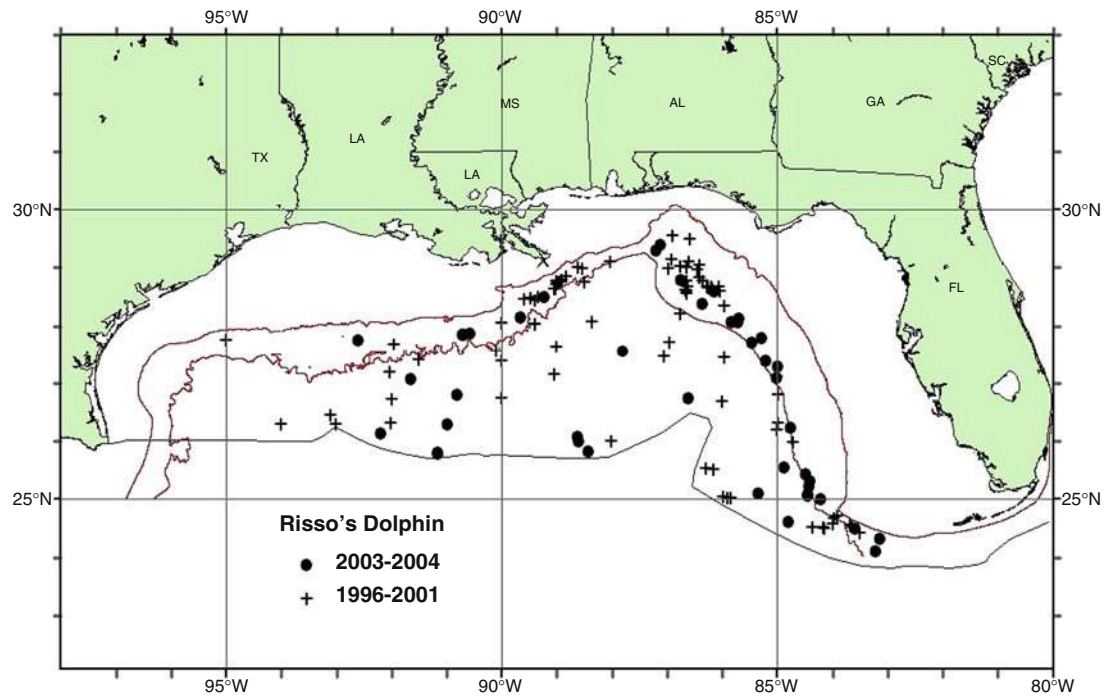 95°W 90°W 85°W
SC
MS AL GA
LA
TX
LA
30°N 30°N
FL
25°N 25°N
Risso's Dolphin
2003-2004
1996-2001
95°W 90°W 85°W 80°W